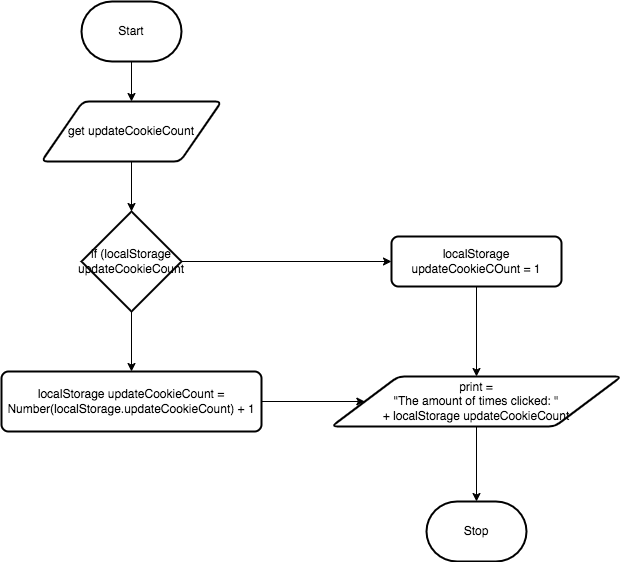 Start
get updateCookieCount
if (localStorage
updateCookieCount
localStorage
updateCookieCOunt = 1
localStorage updateCookieCount =
Number(localStorage.updateCookieCount) + 1
print =
"The amount of times clicked: "
+ localStorage updateCookieCount
Stop